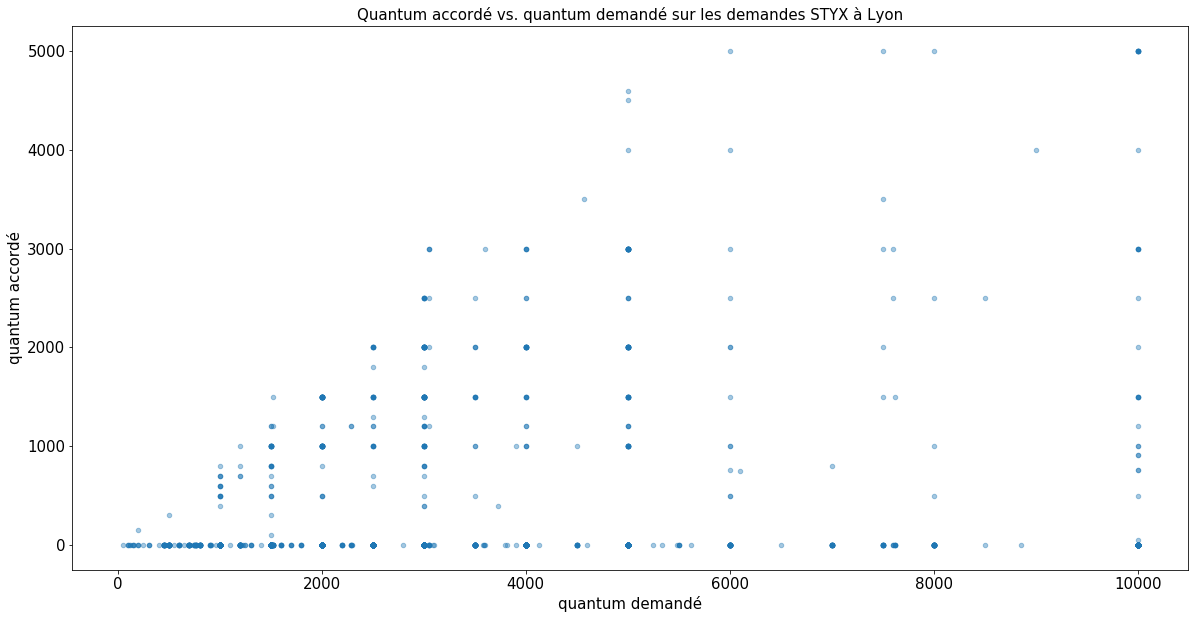 Quantum accordé vs. quantum demandé sur les demandes STYX à Lyon
quantum accordé
5000
4000
3000
2000
1000
0
0 2000 4000 6000 8000 10000
quantum demandé